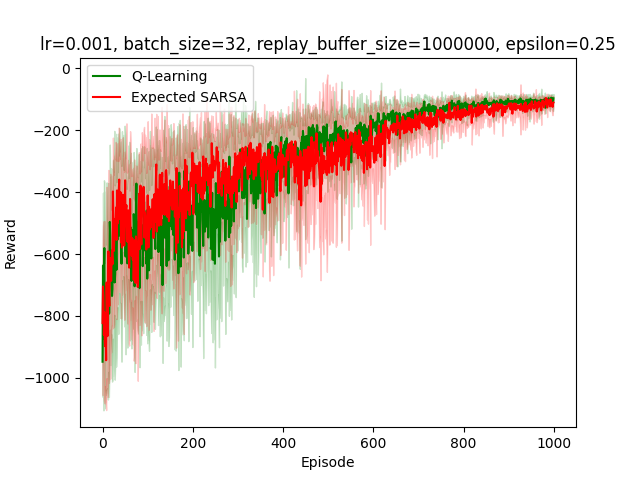 lr=0.001, batch_size=32, replay_buffer_size=1000000, epsilon=0.25
Q-Learning
Expected SARSA
0
−200
−400
−600
−800
−1000
Reward
0 200 400 600 800 1000
Episode